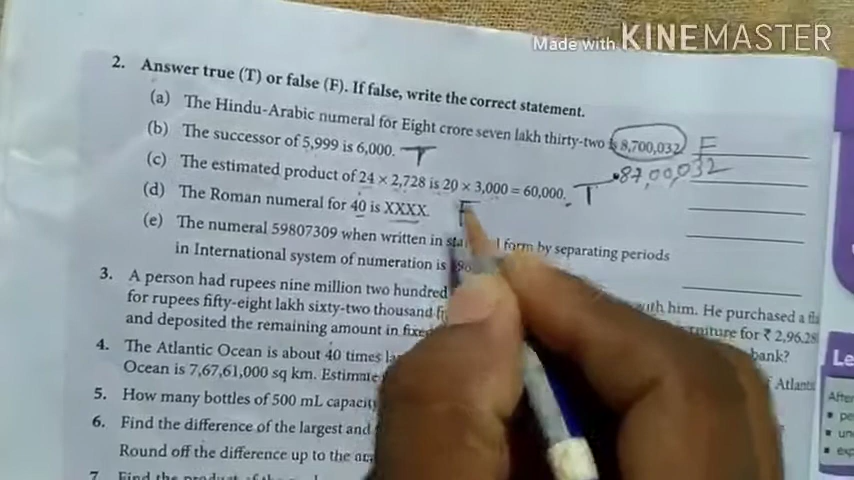 Made with KINEMASTER
2. Answer true (T) or false (F). If false, write the correct statement.
(a) The Hindu-Arabic numeral for Eight crore seven lakh thirty-two is 8,700,032 F
87,00,032
(b) The successor of 5,999 is 6,000. T
(c) The estimated product of 24 × 2,728 is 20 × 3,000 = 60,000. T
(d) The Roman numeral for 40 is XXXX. F
(e) The numeral 59807309 when written in form by separating periods
in International system of numeration is
3. A person had rupees nine million two hundred with him. He purchased a
for rupees fifty-eight lakh sixty-two thousand for ₹ 2,96,28
and deposited the remaining amount in bank?
4. The Atlantic Ocean is about 40 times
Ocean is 7,67,61,000 sq km. Estimate Atlant
5. How many bottles of 500 mL
6. Find the difference of the largest and
Round off the difference up to the
7. Find the product of the
Le
After